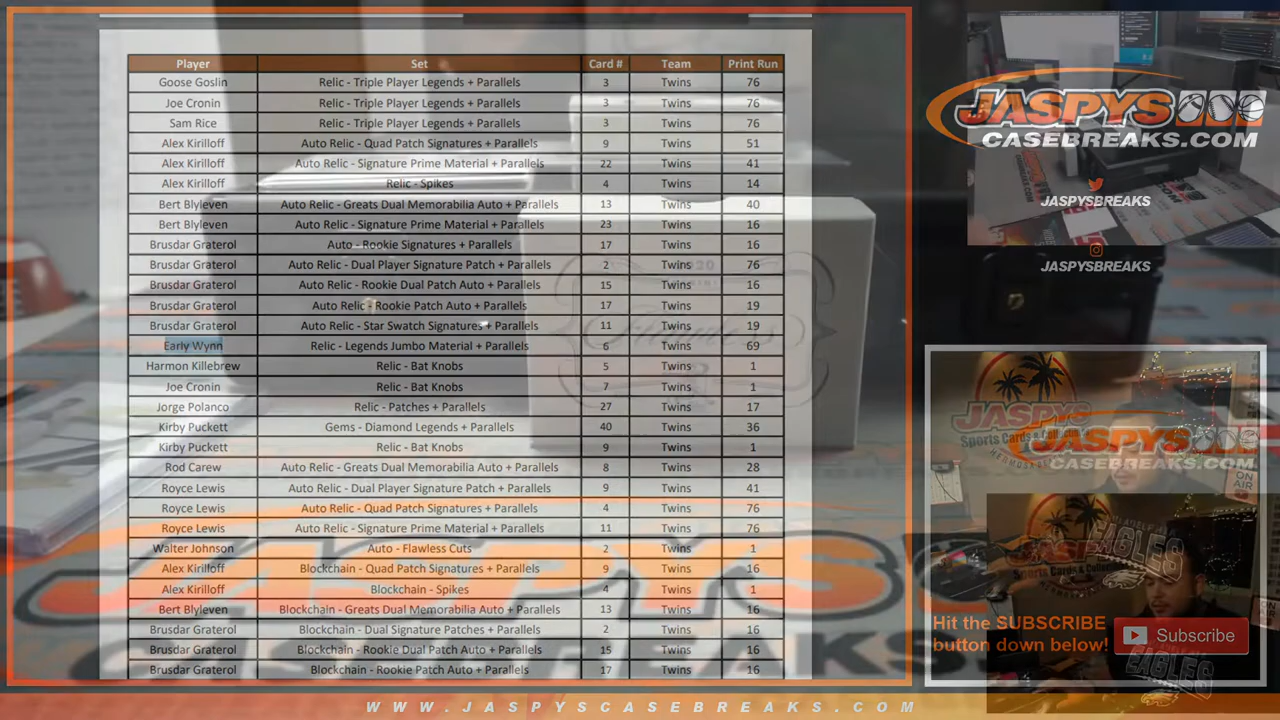 Player Set Card # Team Print Run
Goose Goslin Relic - Triple Player Legends + Parallels 3 Twins 76
Joe Cronin Relic - Triple Player Legends + Parallels 3 Twins 76
Sam Rice Relic - Triple Player Legends + Parallels 3 Twins 76
Alex Kirilloff Auto Relic - Quad Patch Signatures + Parallels 9 Twins 51
Alex Kirilloff Auto Relic - Signature Prime Material + Parallels 22 Twins 41
Alex Kirilloff Relic - Spikes 4 Twins 14
Bert Blyleven Auto Relic - Greats Dual Memorabilia Auto + Parallels 13 Twins 40
Bert Blyleven Auto Relic - Signature Prime Material + Parallels 23 Twins 16
Brusdar Graterol Auto - Rookie Signatures + Parallels 17 Twins 16
Brusdar Graterol Auto Relic - Dual Player Signature Patch + Parallels 2 Twins 76
Brusdar Graterol Auto Relic - Rookie Dual Patch Auto + Parallels 15 Twins 16
Brusdar Graterol Auto Relic - Rookie Patch Auto + Parallels 17 Twins 19
Brusdar Graterol Auto Relic - Star Swatch Signatures + Parallels 11 Twins 19
Early Wynn Relic - Legends Jumbo Material + Parallels 6 Twins 69
Harmon Killebrew Relic - Bat Knobs 5 Twins 1
Joe Cronin Relic - Bat Knobs 7 Twins 1
Jorge Polanco Relic - Patches + Parallels 27 Twins 17
Kirby Puckett Gems - Diamond Legends + Parallels 40 Twins 36
Kirby Puckett Relic - Bat Knobs 9 Twins 1
Rod Carew Auto Relic - Greats Dual Memorabilia Auto + Parallels 8 Twins 28
Royce Lewis Auto Relic - Dual Player Signature Patch + Parallels 9 Twins 41
Royce Lewis Auto Relic - Quad Patch Signatures + Parallels 4 Twins 76
Royce Lewis Auto Relic - Signature Prime Material + Parallels 11 Twins 76
Walter Johnson Auto - Flawless Cuts 2 Twins 1
Alex Kirilloff Blockchain - Quad Patch Signatures + Parallels 9 Twins 16
Alex Kirilloff Blockchain - Spikes 4 Twins 1
Bert Blyleven Blockchain - Greats Dual Memorabilia Auto + Parallels 13 Twins 16
Brusdar Graterol Blockchain - Dual Signature Patches + Parallels 2 Twins 16
Brusdar Graterol Blockchain - Rookie Dual Patch Auto + Parallels 15 Twins 16
Brusdar Graterol Blockchain - Rookie Patch Auto + Parallels 17 Twins 16
2020
Flawless
JASPYS
CASEBREAKS
JASPYS
CASEBREAKS.COM
JASPYSBREAKS
JASPYSBREAKS
JASPYS
Sports Cards &
JASPYS
CASEBREAKS.COM
ON AIR
EAGLES
Hit the SUBSCRIBE
button down below!
Subscribe
EAGLES
WWW.JASPYSCASEBREAKS.COM